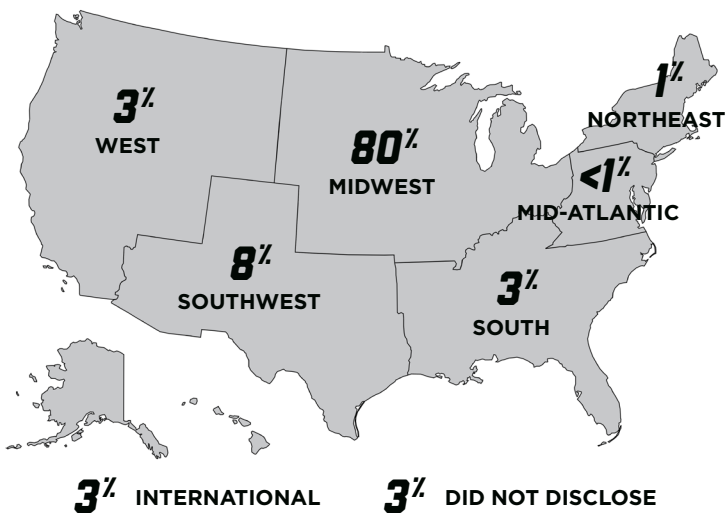 1%
NORTHEAST
3%
WEST
80%
MIDWEST
<1%
MID-ATLANTIC
8%
SOUTHWEST
3%
SOUTH
3% INTERNATIONAL
3% DID NOT DISCLOSE